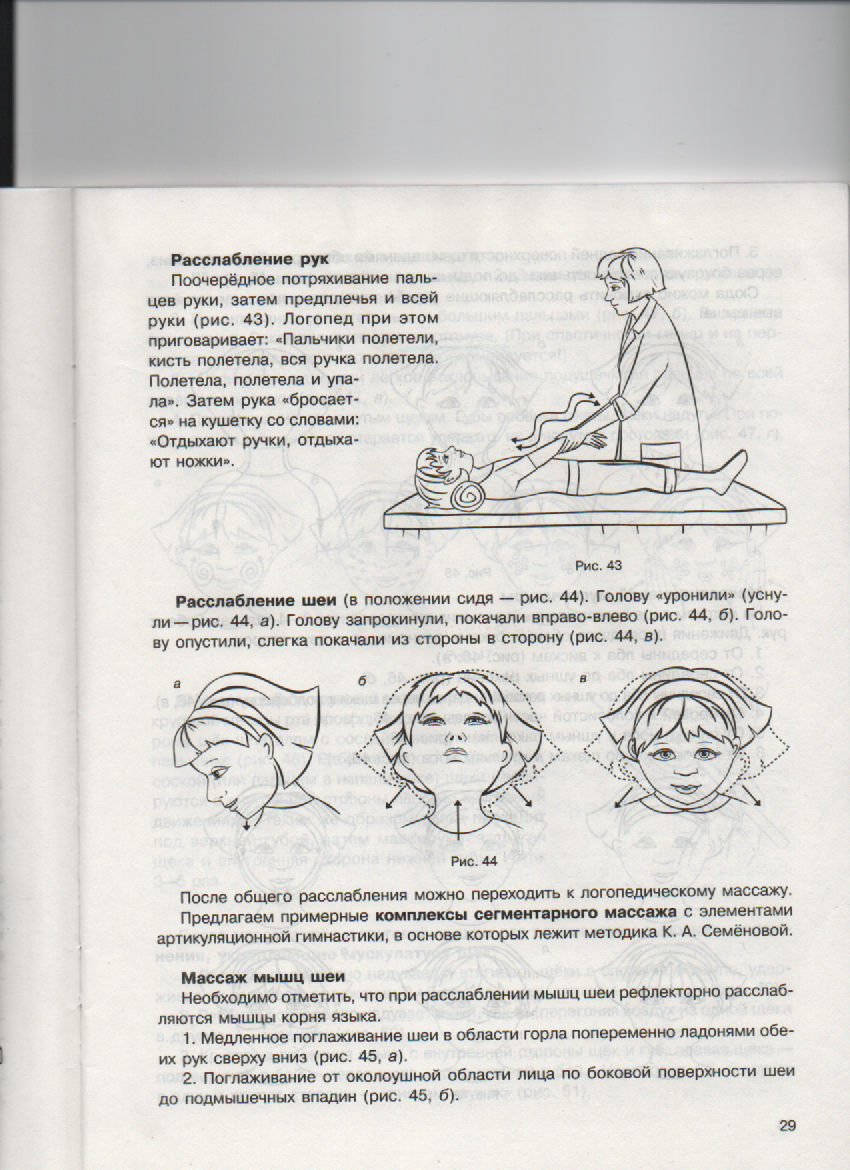 Расслабление рук
Поочерёдное потряхивание паль-
цев руки, затем предплечья и всей
руки (рис. 43). Логопед при этом
приговаривает: «Пальчики полетели,
кисть полетела, вся ручка полетела.
Полетела, полетела и упа-
ла». Затем рука «бросает-
ся» на кушетку со словами:
«Отдыхают ручки, отдыха-
ют ножки».
Рис. 43
Расслабление шеи (в положении сидя — рис. 44). Голову «уронили» (усну-
ли — рис. 44, а). Голову запрокинули, покачали вправо-влево (рис. 44, б). Голо-
ву опустили, слегка покачали из стороны в сторону (рис. 44, в).
а
б
в
Рис. 44
После общего расслабления можно переходить к логопедическому массажу.
Предлагаем примерные комплексы сегментарного массажа с элементами
артикуляционной гимнастики, в основе которых лежит методика К. А. Семёновой.
Массаж мышц шеи
Необходимо отметить, что при расслаблении мышц шеи рефлекторно расслаб-
ляются мышцы корня языка.
1. Медленное поглаживание шеи в области горла попеременно ладонями обе-
их рук сверху вниз (рис. 45, а).
2. Поглаживание от околоушной области лица по боковой поверхности шеи
до подмышечных впадин (рис. 45, б).
29